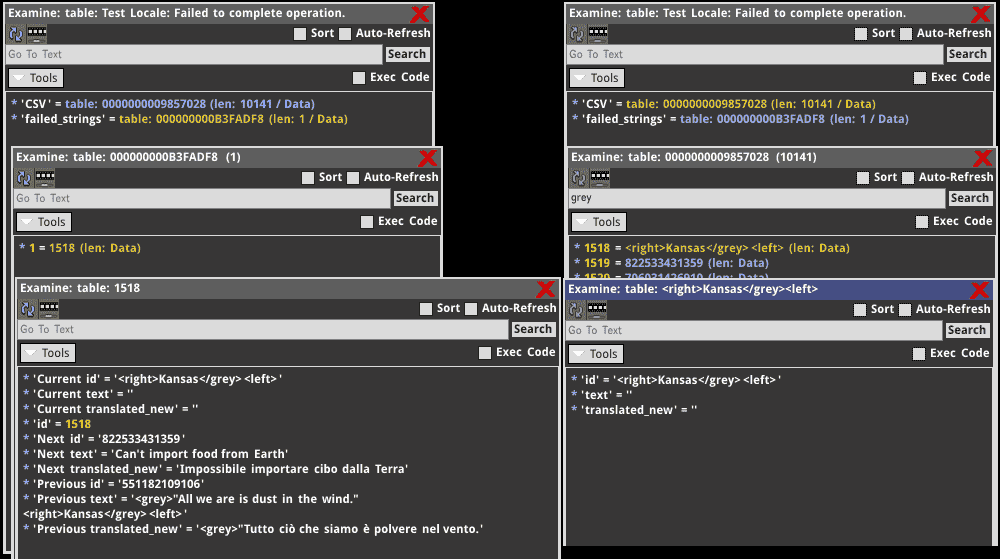 Examine: table: Test Locale: Failed to complete operation.
Sort Auto-Refresh
Go To Text Search
Tools Exec Code
* 'CSV' = table: 0000000009857028 (len: 10141 / Data)
* 'failed_strings' = table: 000000000B3FADF8 (len: 1 / Data)
Examine: table: 000000000B3FADF8 (1)
Sort Auto-Refresh
Go To Text Search
Tools Exec Code
* 1 = 1518 (len: Data)
Examine: table: 1518
Sort Auto-Refresh
Go To Text Search
Tools Exec Code
* 'Current id' = '<right>Kansas</grey><left>'
* 'Current text' = ''
* 'Current translated_new' = ''
* 'id' = 1518
* 'Next id' = '822533431359'
* 'Next text' = 'Can't import food from Earth'
* 'Next translated_new' = 'Impossibile importare cibo dalla Terra'
* 'Previous id' = '551182109106'
* 'Previous text' = '<grey>"All we are is dust in the wind."
<right>Kansas</grey><left>'
* 'Previous translated_new' = '<grey>"Tutto ciò che siamo è polvere nel vento.'
Examine: table: Test Locale: Failed to complete operation.
Sort Auto-Refresh
Go To Text Search
Tools Exec Code
* 'CSV' = table: 0000000009857028 (len: 10141 / Data)
* 'failed_strings' = table: 000000000B3FADF8 (len: 1 / Data)
Examine: table: 0000000009857028 (10141)
Sort Auto-Refresh
grey Search
Tools Exec Code
* 1518 = <right>Kansas</grey><left> (len: Data)
* 1519 = 822533431359 (len: Data)
* 1520 = 706031426910 (len: Data)
Examine: table: <right>Kansas</grey><left>
Sort Auto-Refresh
Go To Text Search
Tools Exec Code
* 'id' = '<right>Kansas</grey><left>'
* 'text' = ''
* 'translated_new' = ''